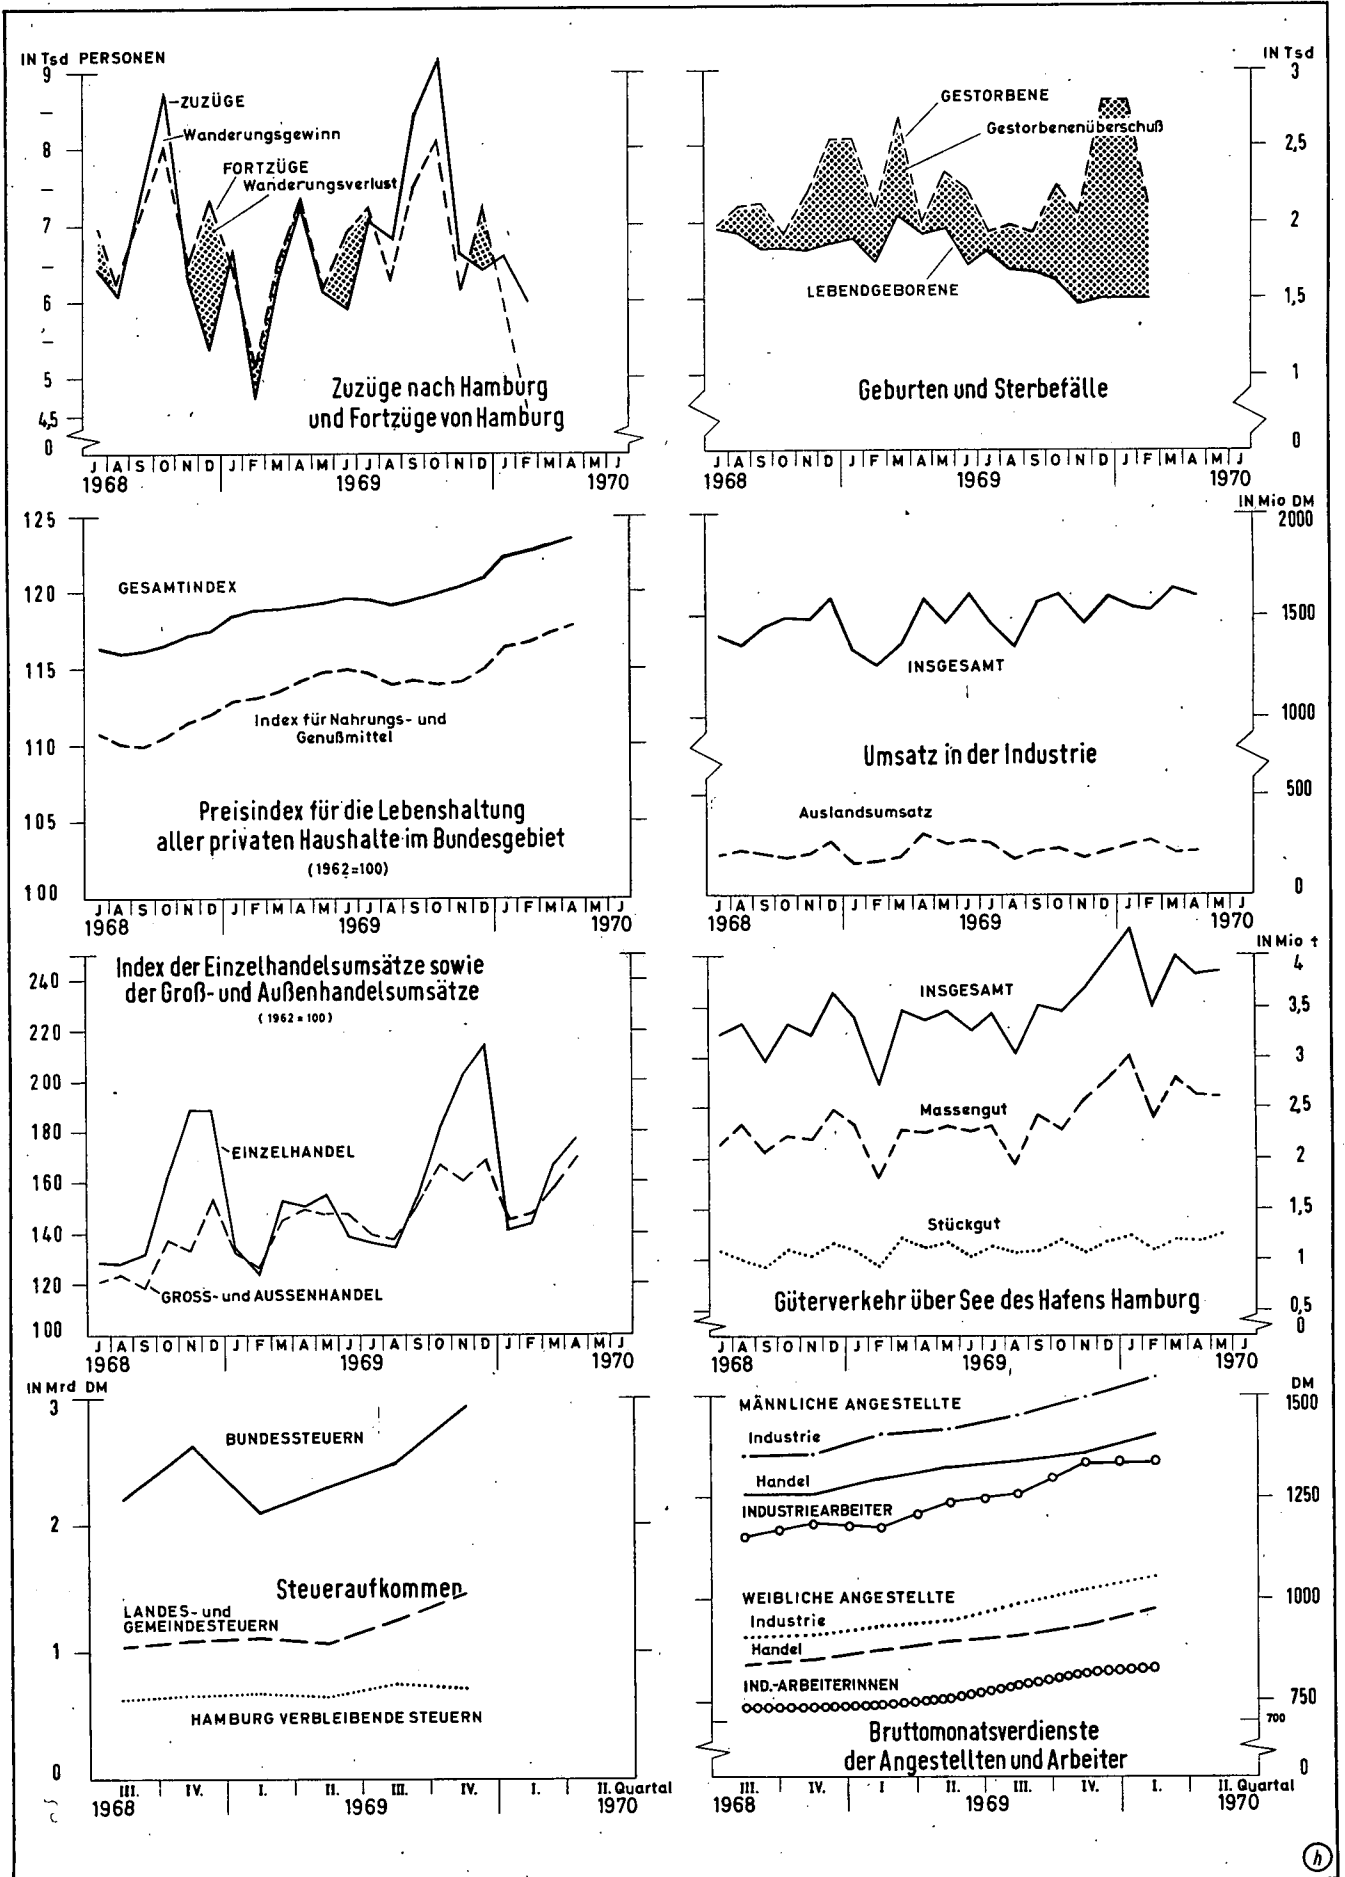 IN Tsd PERSONEN
9
8
7
6
5
4,5
0
ZUZÜGE
Wanderungsgewinn
FORTZÜGE
Wanderungsverlust
Zuzüge nach Hamburg
und Fortzüge von Hamburg
J A S O N D J F M A M J J A S O N D J F M A M J
1968 1969 1970
IN Tsd
3
2,5
2
1,5
1
0
GESTORBENE
Gestorbenenüberschuß
LEBENDGEBORENE
Geburten und Sterbefälle
J A S O N D J F M A M J J A S O N D J F M A M J
1968 1969 1970
125
120
115
110
105
100
GESAMTINDEX
Index für Nahrungs- und
Genußmittel
Preisindex für die Lebenshaltung
aller privaten Haushalte im Bundesgebiet
(1962=100)
J A S O N D J F M A M J J A S O N D J F M A M J
1968 1969 1970
IN Mio DM
2000
1500
1000
500
0
INSGESAMT
Umsatz in der Industrie
Auslandsumsatz
J A S O N D J F M A M J J A S O N D J F M A M J
1968 1969 1970
Index der Einzelhandelsumsätze sowie
der Groß- und Außenhandelsumsätze
(1962=100)
240
220
200
180
160
140
120
100
EINZELHANDEL
GROSS- und AUSSENHANDEL
J A S O N D J F M A M J J A S O N D J F M A M J
1968 1969 1970
IN Mio t
4
3,5
3
2,5
2
1,5
1
0,5
0
INSGESAMT
Massengut
Stückgut
Güterverkehr über See des Hafens Hamburg
J A S O N D J F M A M J J A S O N D J F M A M J
1968 1969 1970
IN Mrd DM
3
2
1
0
BUNDESSTEUERN
Steueraufkommen
LANDES- und
GEMEINDESTEUERN
HAMBURG VERBLEIBENDE STEUERN
III. IV. I. II. III. IV. I. II. Quartal
1968 1969 1970
DM
1500
1250
1000
750
700
0
MÄNNLICHE ANGESTELLTE
Industrie
Handel
INDUSTRIEARBEITER
WEIBLICHE ANGESTELLTE
Industrie
Handel
IND.-ARBEITERINNEN
Bruttomonatsverdienste
der Angestellten und Arbeiter
III. IV. I II. III. IV. I. II. Quartal
1968 1969 1970
h